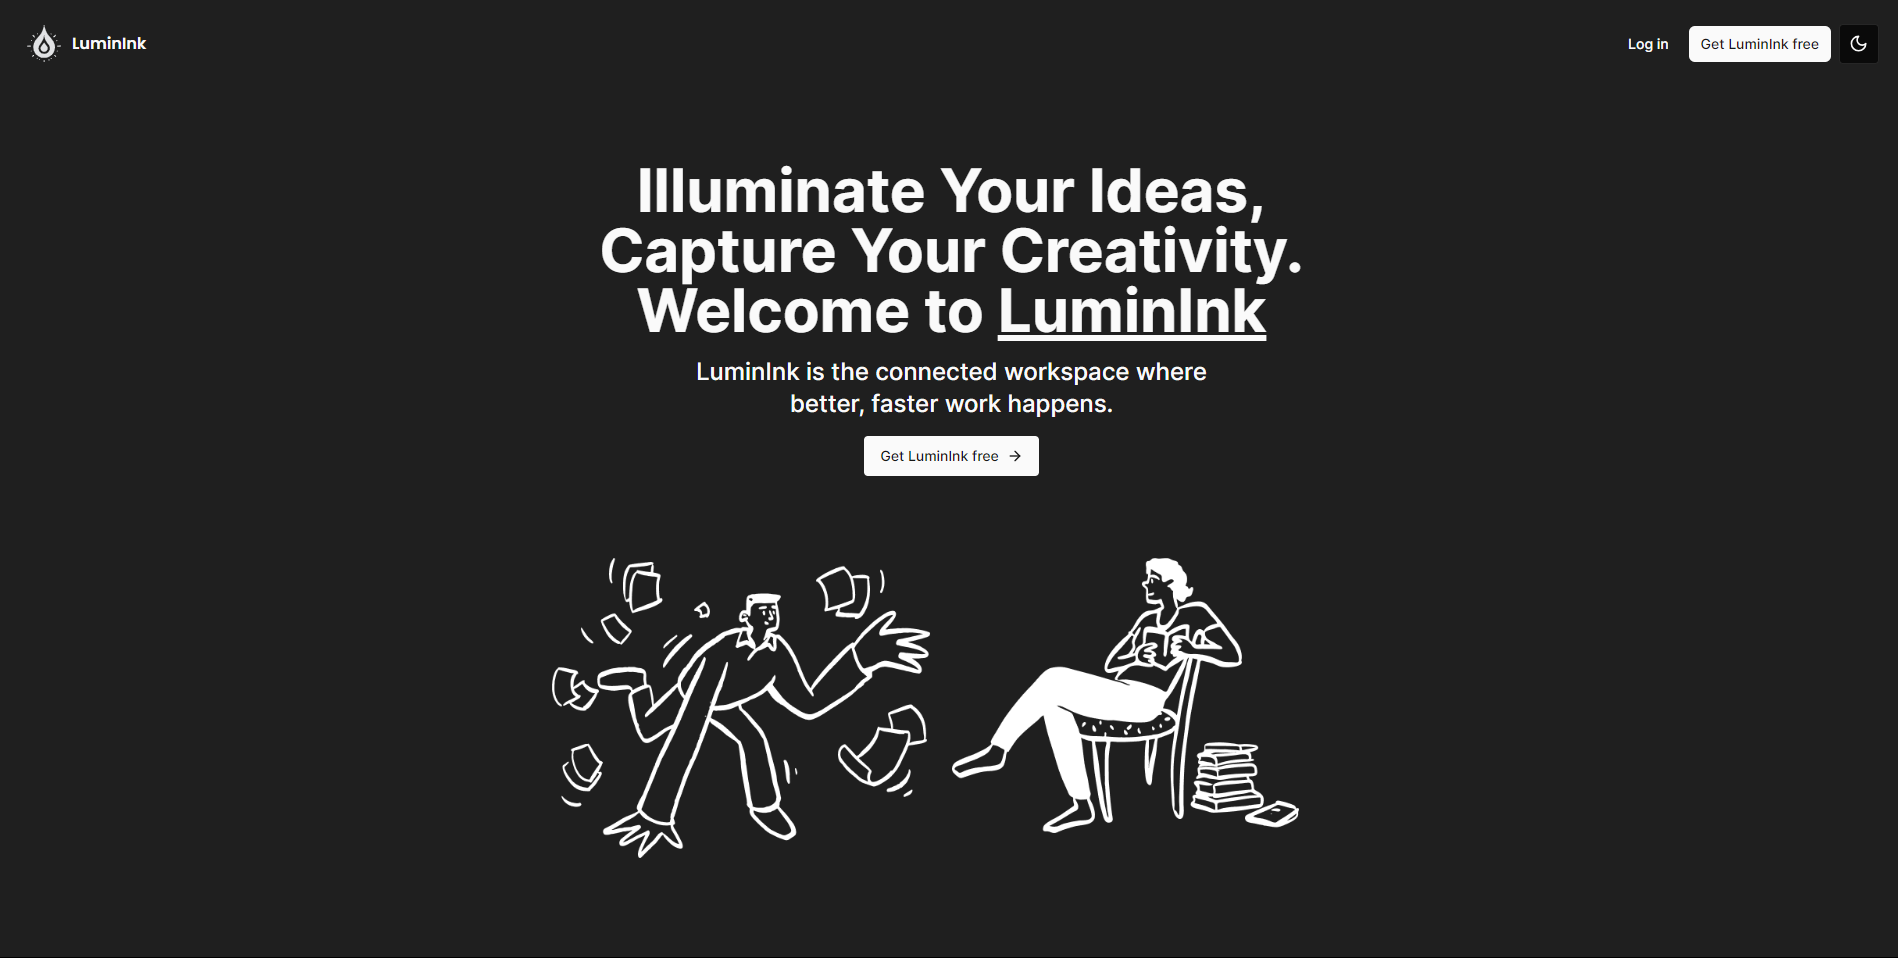 LuminInk
Log in
Get LuminInk free
Illuminate Your Ideas,
Capture Your Creativity.
Welcome to LuminInk
LuminInk is the connected workspace where
better, faster work happens.
Get LuminInk free